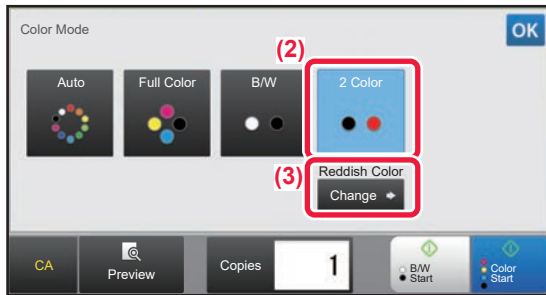 Color Mode
OK
(2)
Auto
Full Color
B/W
2 Color
(3)
Reddish Color
Change
CA
Preview
Copies
1
B/W
Start
Color
Start